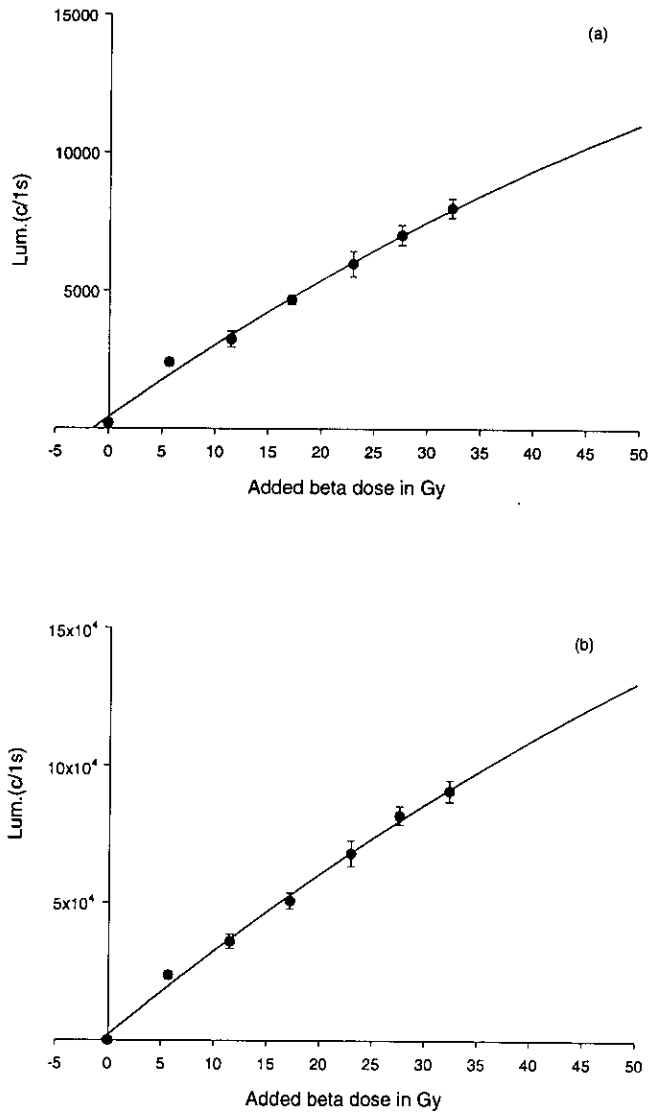 15000
(a)
10000
Lum.(c/1s)
5000
-5 0 5 10 15 20 25 30 35 40 45 50
Added beta dose in Gy
15x10⁴
(b)
10x10⁴
Lum.(c/1s)
5x10⁴
-5 0 5 10 15 20 25 30 35 40 45 50
Added beta dose in Gy